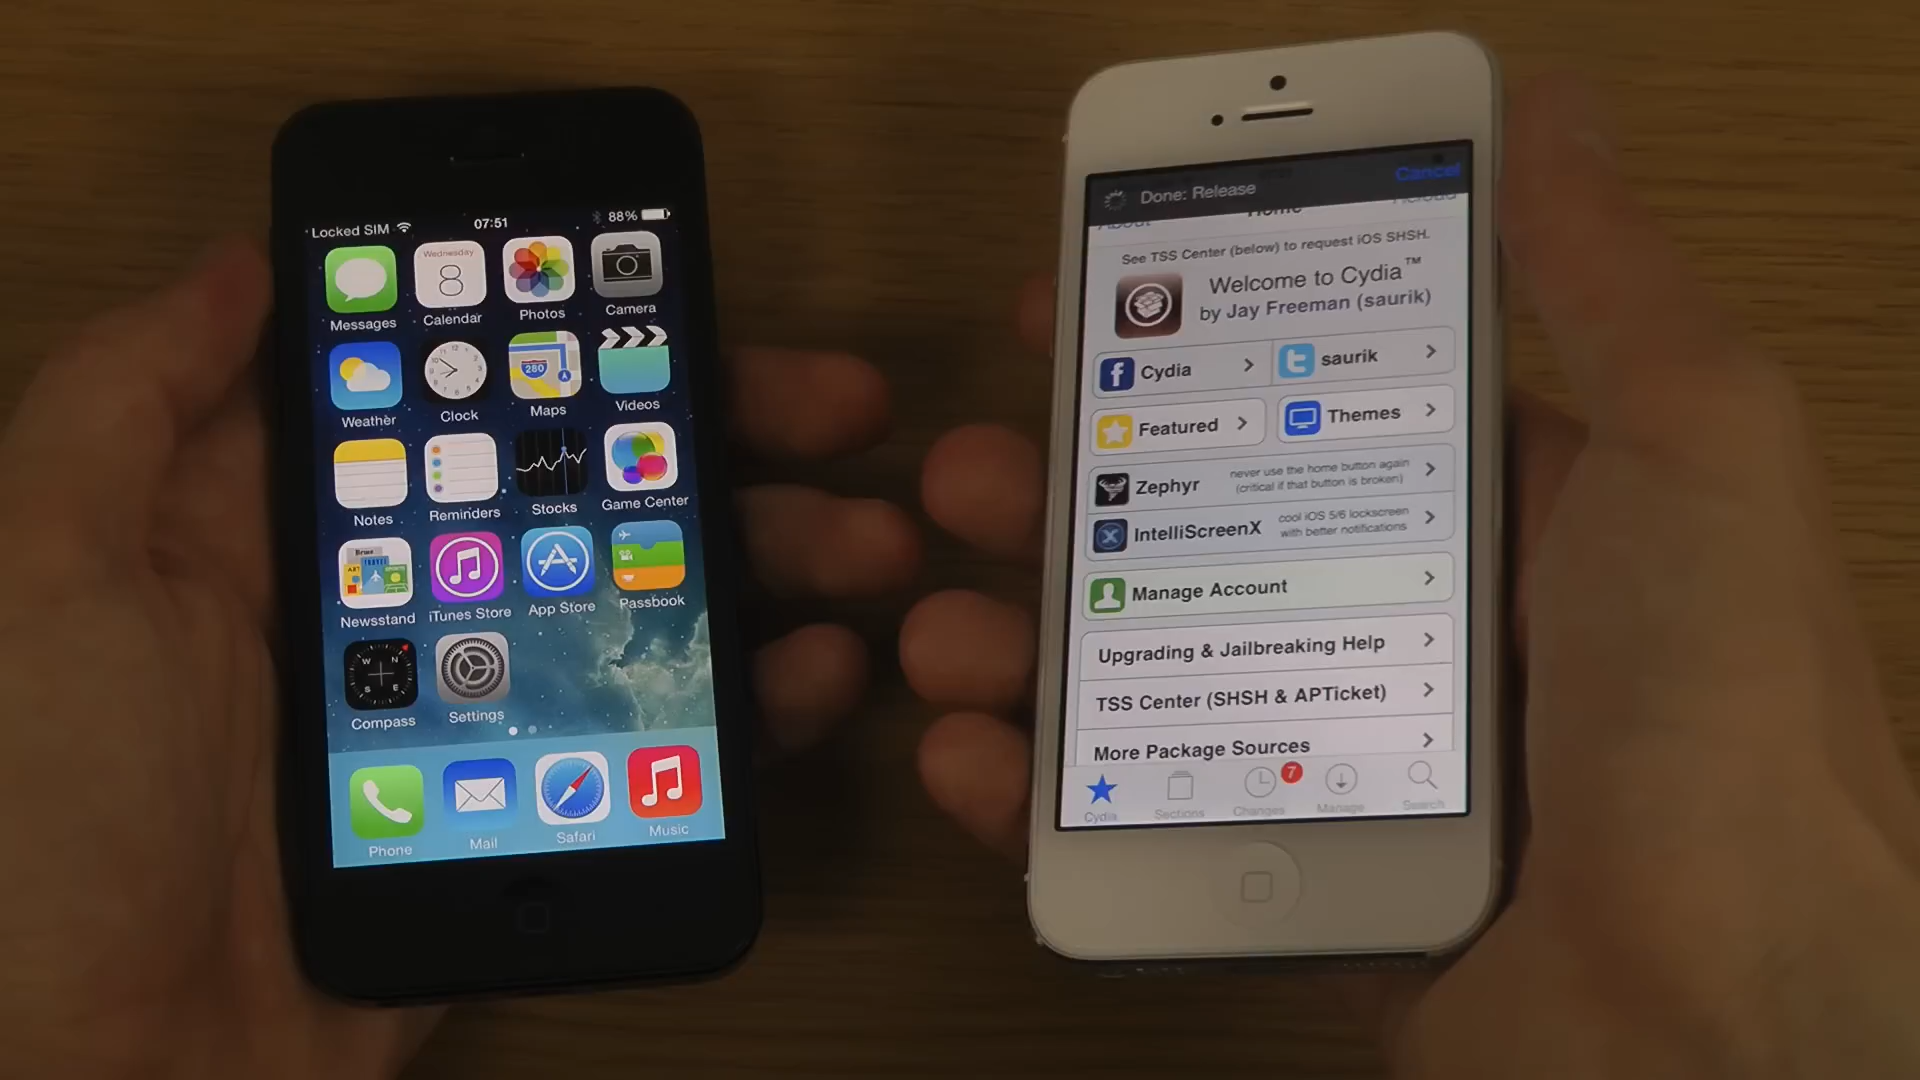 Locked SIM
07:51
88%
Messages
Wednesday
8
Calendar
Photos
Camera
Weather
Clock
280
Maps
Videos
Notes
Reminders
Stocks
Game Center
Newsstand
iTunes Store
App Store
Passbook
W N
S E
Compass
Settings
Phone
Mail
Safari
Music
Done: Release
Cancel
About
Home
Reload
See TSS Center (below) to request iOS SHSH.
Welcome to Cydia™
by Jay Freeman (saurik)
Cydia
saurik
Featured
Themes
Zephyr
never use the home button again
(critical if that button is broken)
IntelliScreenX
cool iOS 5/6 lockscreen
with better notifications
Manage Account
Upgrading & Jailbreaking Help
TSS Center (SHSH & APTicket)
More Package Sources
Cydia
Sections
7
Changes
Manage
Search